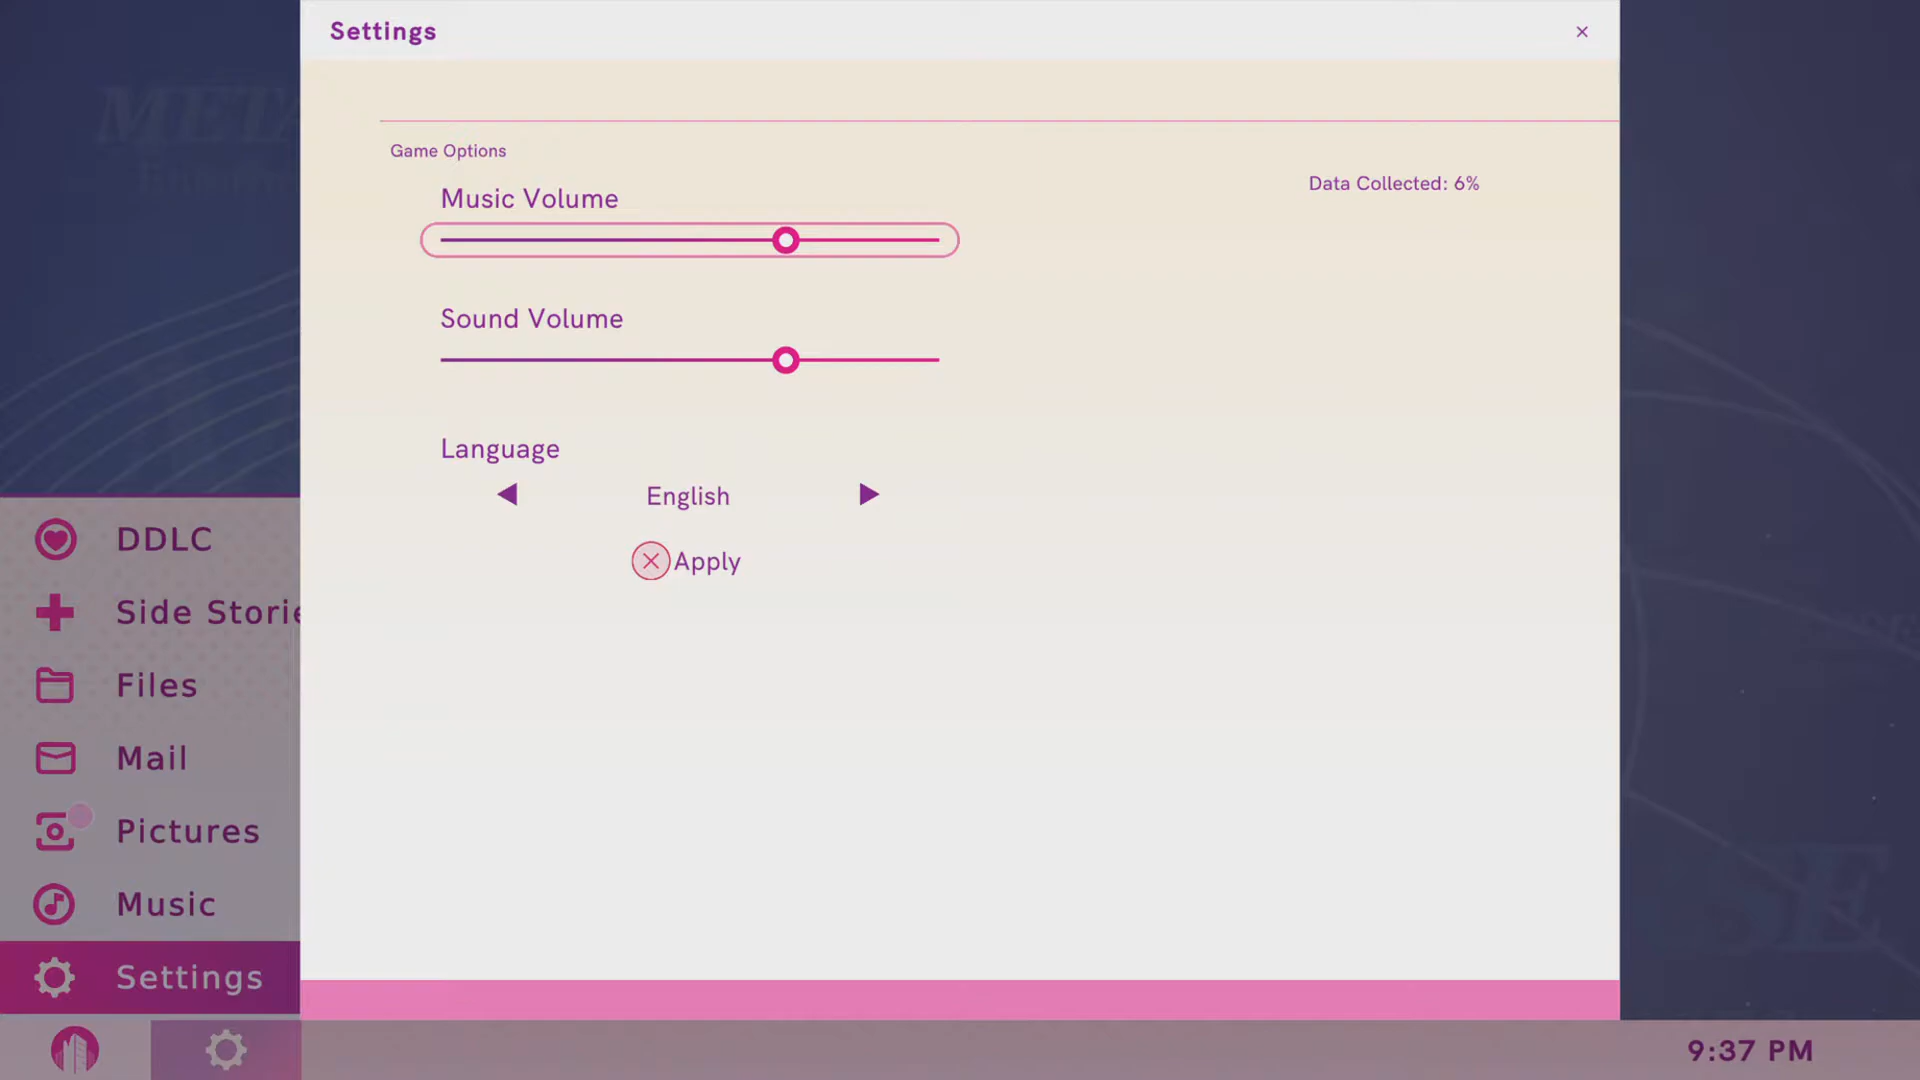 Settings
×
Game Options
Data Collected: 6%
Music Volume
Sound Volume
Language
English
Apply
DDLC
Side Storie
Files
Mail
Pictures
Music
Settings
9:37 PM